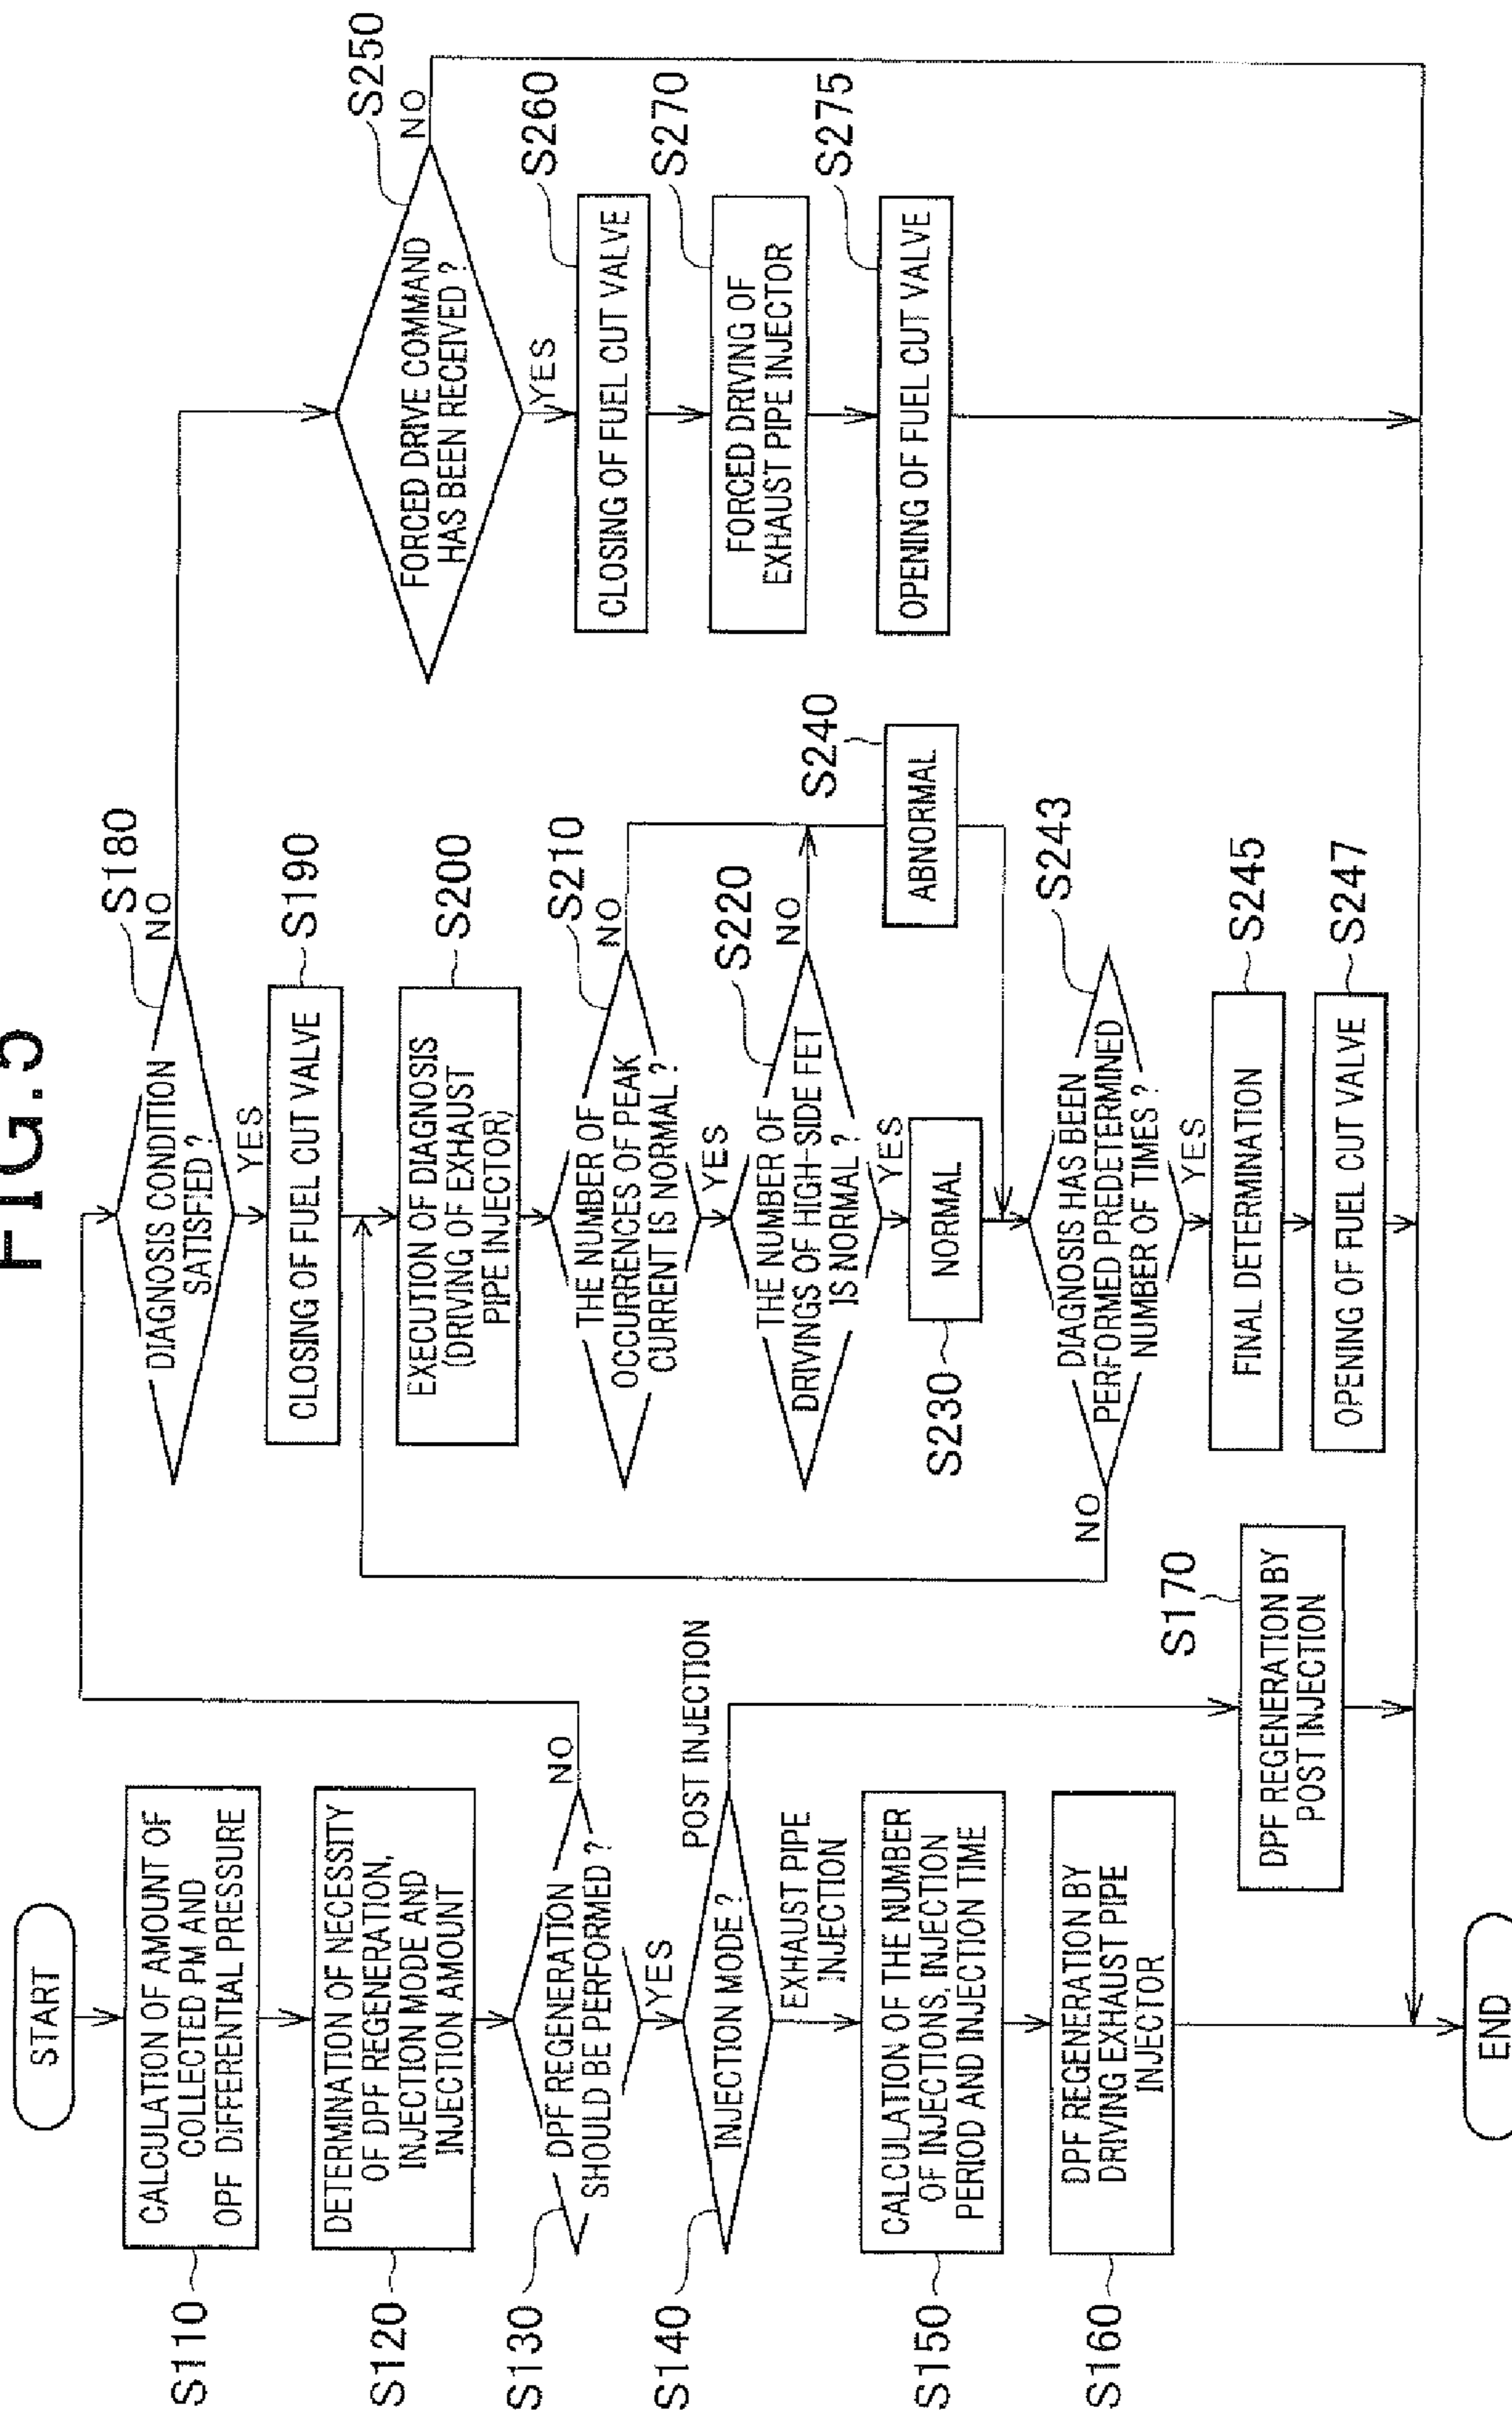 FIG.5
START
CALCULATION OF AMOUNT OF
COLLECTED PM AND
OPF DIFFERENTIAL PRESSURE
S110
DETERMINATION OF NECESSITY
OF DPF REGENERATION,
INJECTION MODE AND
INJECTION AMOUNT
S120
DPF REGENERATION
SHOULD BE PERFORMED ?
S130
NO
YES
INJECTION MODE ?
S140
POST INJECTION
EXHAUST PIPE
INJECTION
CALCULATION OF THE NUMBER
OF INJECTIONS, INJECTION
PERIOD AND INJECTION TIME
S150
DPF REGENERATION BY
DRIVING EXHAUST PIPE
INJECTOR
S160
DPF REGENERATION BY
POST INJECTION
S170
END
DIAGNOSIS CONDITION
SATISFIED ?
S180
NO
YES
CLOSING OF FUEL CUT VALVE
S190
EXECUTION OF DIAGNOSIS
(DRIVING OF EXHAUST
PIPE INJECTOR)
S200
THE NUMBER OF
OCCURRENCES OF PEAK
CURRENT IS NORMAL ?
S210
NO
YES
THE NUMBER OF
DRIVINGS OF HIGH-SIDE FET
IS NORMAL ?
S220
NO
YES
NORMAL
S230
ABNORMAL
S240
DIAGNOSIS HAS BEEN
PERFORMED PREDETERMINED
NUMBER OF TIMES ?
S243
NO
YES
FINAL DETERMINATION
S245
OPENING OF FUEL CUT VALVE
S247
FORCED DRIVE COMMAND
HAS BEEN RECEIVED ?
S250
NO
YES
CLOSING OF FUEL CUT VALVE
S260
FORCED DRIVING OF
EXHAUST PIPE INJECTOR
S270
OPENING OF FUEL CUT VALVE
S275